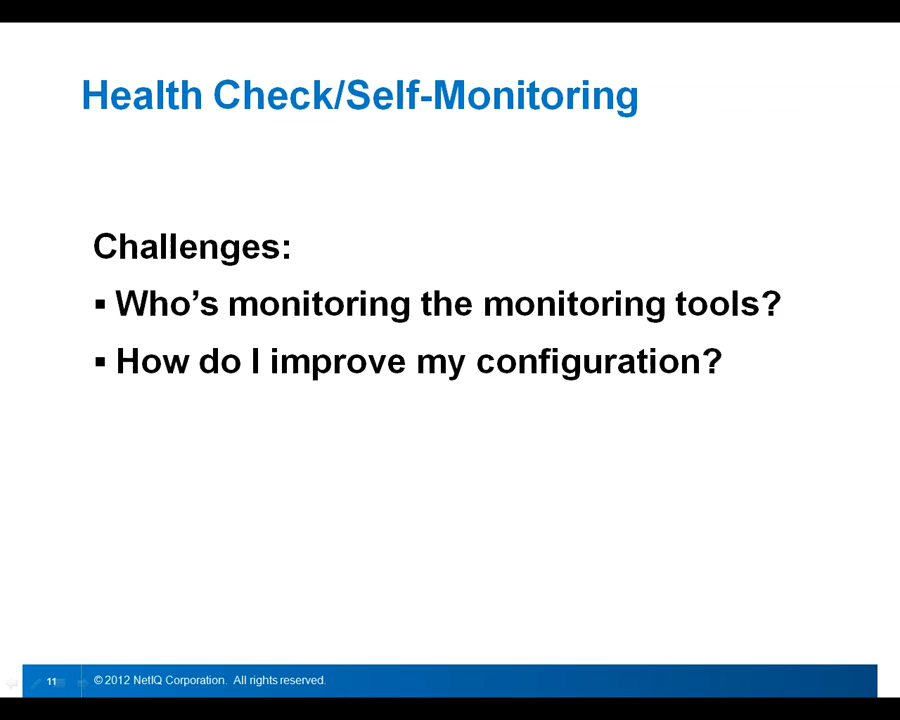 Health Check/Self-Monitoring
Challenges:
▪ Who’s monitoring the monitoring tools?
▪ How do I improve my configuration?
11 © 2012 NetIQ Corporation. All rights reserved.